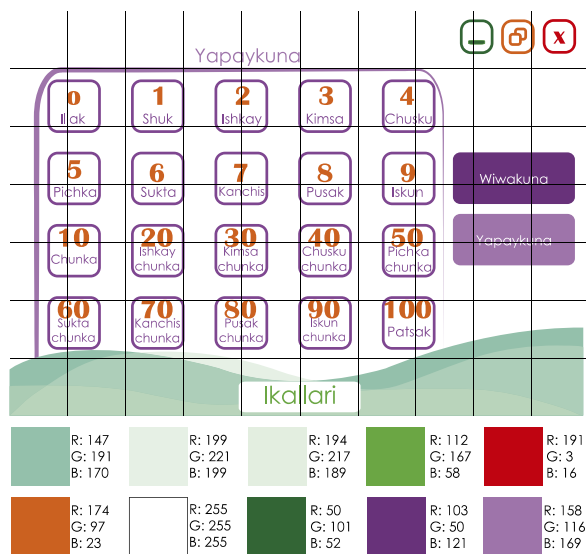 Yapaykuna
x
0 1 2 3 4
Illak Shuk Ishkay Kimsa Chusku
Wiwakuna
5 6 7 8 9
Pichka Sukta Kanchis Pusak Iskun
Yapaykuna
10 20 30 40 50
Chunka Ishkay chunka Kimsa chunka Chusku chunka Pichka chunka
60 70 80 90 100
Sukta chunka Kanchis chunka Pusak chunka Iskun chunka Patsak
Ikallari
R: 147 R: 199 R: 194 R: 112 R: 191
G: 191 G: 221 G: 217 G: 167 G: 3
B: 170 B: 199 B: 189 B: 58 B: 16
R: 174 R: 255 R: 50 R: 103 R: 158
G: 97 G: 255 G: 101 G: 50 G: 116
B: 23 B: 255 B: 52 B: 121 B: 169